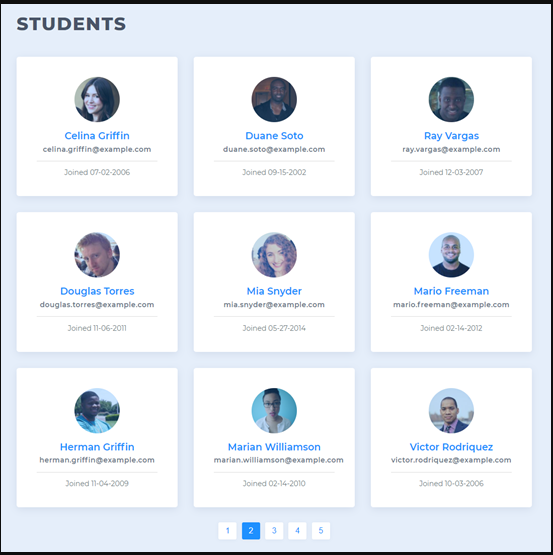 STUDENTS
Celina Griffin
celina.griffin@example.com
Joined 07-02-2006
Duane Soto
duane.soto@example.com
Joined 09-15-2002
Ray Vargas
ray.vargas@example.com
Joined 12-03-2007
Douglas Torres
douglas.torres@example.com
Joined 11-06-2011
Mia Snyder
mia.snyder@example.com
Joined 05-27-2014
Mario Freeman
mario.freeman@example.com
Joined 02-14-2012
Herman Griffin
herman.griffin@example.com
Joined 11-04-2009
Marian Williamson
marian.williamson@example.com
Joined 02-14-2010
Victor Rodriquez
victor.rodriquez@example.com
Joined 10-03-2006
1 2 3 4 5